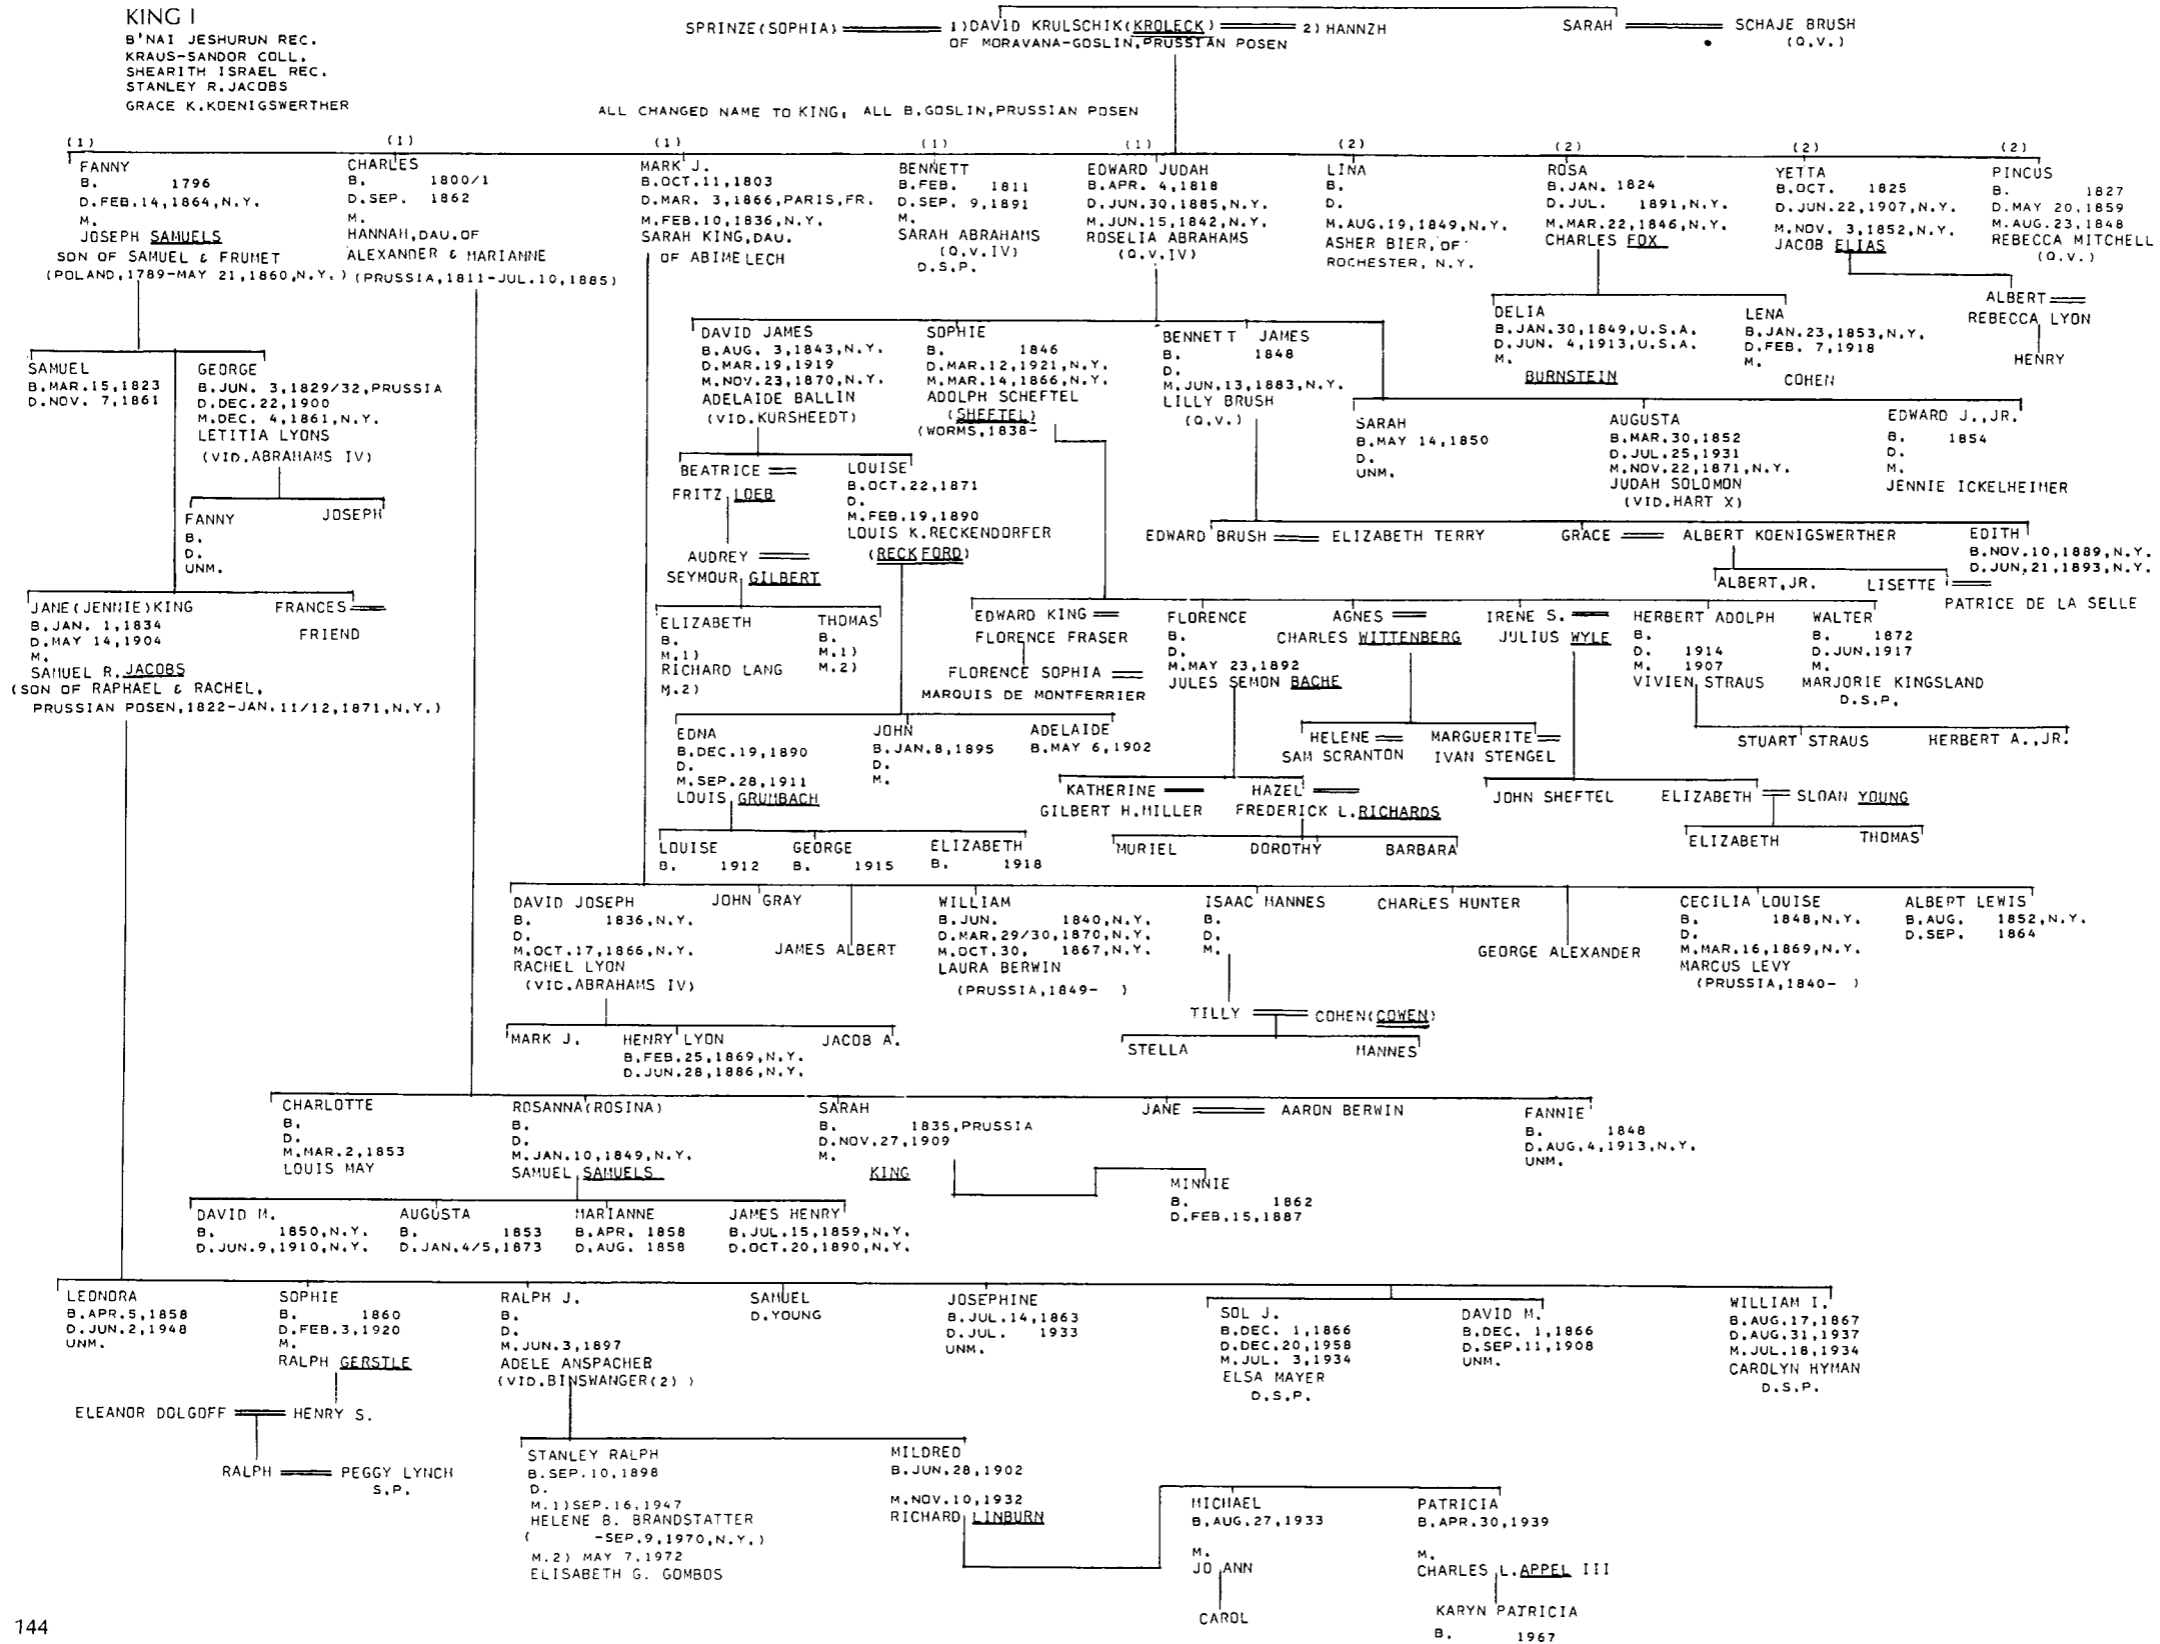 KING I
B'NAI JESHURUN REC.
KRAUS-SANDOR COLL.
SHEARITH ISRAEL REC.
STANLEY R.JACOBS
GRACE K.KOENIGSWERTHER
SPRINZE(SOPHIA) 1)DAVID KRULSCHIK(KROLECK) 2)HANNZH
OF MORAVANA-GOSLIN,PRUSSIAN POSEN
SARAH SCHAJE BRUSH
(Q.V.)
ALL CHANGED NAME TO KING, ALL B.GOSLIN,PRUSSIAN POSEN
(1)
FANNY
B. 1796
D.FEB.14,1864,N.Y.
M.
JOSEPH SAMUELS
SON OF SAMUEL & FRUMET
(POLAND,1789-MAY 21,1860,N.Y.)
(1)
CHARLES
B. 1800/1
D.SEP. 1862
M.
HANNAH,DAU.OF
ALEXANDER & MARIANNE
(PRUSSIA,1811-JUL.10,1885)
(1)
MARK J.
B.OCT.11,1803
D.MAR. 3,1866,PARIS,FR.
M.FEB.10,1836,N.Y.
SARAH KING,DAU.
OF ABIMELECH
(1)
BENNETT
B.FEB. 1811
D.SEP. 9,1891
M.
SARAH ABRAHAMS
(Q.V.IV)
D.S.P.
(1)
EDWARD JUDAH
B.APR. 4,1818
D.JUN.30,1885,N.Y.
M.JUN.15,1842,N.Y.
ROSELIA ABRAHAMS
(Q.V.IV)
(2)
LINA
B.
D.
M.AUG.19,1849,N.Y.
ASHER BIER, OF
ROCHESTER, N.Y.
(2)
ROSA
B.JAN. 1824
D.JUL. 1891,N.Y.
M.MAR.22,1846,N.Y.
CHARLES FOX
(2)
YETTA
B.OCT. 1825
D.JUN.22,1907,N.Y.
M.NOV. 3,1852,N.Y.
JACOB ELIAS
(2)
PINCUS
B. 1827
D.MAY 20,1859
M.AUG.23,1848
REBECCA MITCHELL
(Q.V.)
ALBERT
REBECCA LYON
HENRY
DELIA
B.JAN.30,1849,U.S.A.
D.JUN. 4,1913,U.S.A.
M.
BURNSTEIN
LENA
B.JAN.23,1853,N.Y.
D.FEB. 7,1918
M.
COHEN
DAVID JAMES
B.AUG. 3,1843,N.Y.
D.MAR.19,1919
M.NOV.23,1870,N.Y.
ADELAIDE BALLIN
(VID.KURSHEEDT)
SOPHIE
B. 1846
D.MAR.12,1921,N.Y.
M.MAR.14,1866,N.Y.
ADOLPH SCHEFTEL
(SHEFTEL)
(WORMS,1838-
BENNETT JAMES
B. 1848
D.
M.JUN.13,1883,N.Y.
LILLY BRUSH
(Q.V.)
SAMUEL
B.MAR.15,1823
D.NOV. 7,1861
GEORGE
B.JUN. 3,1829/32,PRUSSIA
D.DEC.22,1900
M.DEC. 4,1861,N.Y.
LETITIA LYONS
(VID.ABRAHAMS IV)
SARAH
B.MAY 14,1850
D.
UNM.
AUGUSTA
B.MAR.30,1852
D.JUL.25,1931
M.NOV.22,1871,N.Y.
JUDAH SOLOMON
(VID.HART X)
EDWARD J.,JR.
B. 1854
D.
M.
JENNIE ICKELHEIMER
BEATRICE
FRITZ LOEB
LOUISE
B.OCT.22,1871
D.
M.FEB.19,1890
LOUIS K.RECKENDORFER
(RECKFORD)
FANNY
B.
D.
UNM.
JOSEPH
EDWARD BRUSH ELIZABETH TERRY
GRACE ALBERT KOENIGSWERTHER
EDITH
B.NOV.10,1889,N.Y.
D.JUN.21,1893,N.Y.
AUDREY
SEYMOUR GILBERT
ALBERT,JR. LISETTE
PATRICE DE LA SELLE
JANE(JENNIE)KING
B.JAN. 1,1834
D.MAY 14,1904
M.
SAMUEL R.JACOBS
(SON OF RAPHAEL & RACHEL,
PRUSSIAN POSEN,1822-JAN.11/12,1871,N.Y.)
FRANCES
FRIEND
ELIZABETH
B.
M.1)
RICHARD LANG
M.2)
THOMAS
B.
M.1)
M.2)
EDWARD KING
FLORENCE FRASER
FLORENCE SOPHIA
MARQUIS DE MONTFERRIER
FLORENCE
B.
D.
M.MAY 23,1892
JULES SEMON BACHE
AGNES
CHARLES WITTENBERG
IRENE S.
JULIUS WYLE
HERBERT ADOLPH
B.
D. 1914
M. 1907
VIVIEN STRAUS
WALTER
B. 1872
D.JUN.1917
M.
MARJORIE KINGSLAND
D.S.P.
EDNA
B.DEC.19,1890
D.
M.SEP.28,1911
LOUIS GRUMBACH
JOHN
B.JAN.8,1895
D.
M.
ADELAIDE
B.MAY 6,1902
HELENE
SAM SCRANTON
MARGUERITE
IVAN STENGEL
STUART STRAUS HERBERT A.,JR.
KATHERINE
GILBERT H.MILLER
HAZEL
FREDERICK L.RICHARDS
JOHN SHEFTEL ELIZABETH SLOAN YOUNG
LOUISE
B. 1912
GEORGE
B. 1915
ELIZABETH
B. 1918
MURIEL DOROTHY BARBARA
ELIZABETH THOMAS
DAVID JOSEPH
B. 1836,N.Y.
D.
M.OCT.17,1866,N.Y.
RACHEL LYON
(VID.ABRAHAMS IV)
JOHN GRAY
JAMES ALBERT
WILLIAM
B.JUN. 1840,N.Y.
D.MAR.29/30,1870,N.Y.
M.OCT.30, 1867,N.Y.
LAURA BERWIN
(PRUSSIA,1849- )
ISAAC MANNES
B.
D.
M.
CHARLES HUNTER
GEORGE ALEXANDER
CECILIA LOUISE
B. 1848,N.Y.
D.
M.MAR.16,1869,N.Y.
MARCUS LEVY
(PRUSSIA,1840- )
ALBERT LEWIS
B.AUG. 1852,N.Y.
D.SEP. 1864
TILLY COHEN(COWEN)
MARK J.
HENRY LYON
B.FEB.25,1869,N.Y.
D.JUN.28,1886,N.Y.
JACOB A.
STELLA MANNES
CHARLOTTE
B.
D.
M.MAR.2,1853
LOUIS MAY
ROSANNA(ROSINA)
B.
D.
M.JAN.10,1849,N.Y.
SAMUEL SAMUELS
SARAH
B. 1835,PRUSSIA
D.NOV.27,1909
M.
KING
JANE AARON BERWIN
FANNIE
B. 1848
D.AUG.4,1913,N.Y.
UNM.
MINNIE
B. 1862
D.FEB.15,1887
DAVID M.
B. 1850,N.Y.
D.JUN.9,1910,N.Y.
AUGUSTA
B. 1853
D.JAN.4/5,1873
MARIANNE
B.APR. 1858
D.AUG. 1858
JAMES HENRY
B.JUL.15,1859,N.Y.
D.OCT.20,1890,N.Y.
LEONORA
B.APR.5,1858
D.JUN.2,1948
UNM.
SOPHIE
B. 1860
D.FEB.3,1920
M.
RALPH GERSTLE
RALPH J.
B.
D.
M.JUN.3,1897
ADELE ANSPACHER
(VID.BINSWANGER(2) )
SAMUEL
D.YOUNG
JOSEPHINE
B.JUL.14,1863
D.JUL. 1933
UNM.
SOL J.
B.DEC. 1,1866
D.DEC.20,1958
M.JUL. 3,1934
ELSA MAYER
D.S.P.
DAVID M.
B.DEC. 1,1866
D.SEP.11,1908
UNM.
WILLIAM I.
B.AUG.17,1867
D.AUG.31,1937
M.JUL.18,1934
CAROLYN HYMAN
D.S.P.
ELEANOR DOLGOFF HENRY S.
RALPH PEGGY LYNCH
S.P.
STANLEY RALPH
B.SEP.10,1898
D.
M.1)SEP.16,1947
HELENE B. BRANDSTATTER
( -SEP.9,1970,N.Y.)
M.2) MAY 7,1972
ELISABETH G. GOMBOS
MILDRED
B.JUN.28,1902
M.NOV.10,1932
RICHARD LINBURN
MICHAEL
B.AUG.27,1933
M.
JO ANN
CAROL
PATRICIA
B.APR.30,1939
M.
CHARLES L.APPEL III
KARYN PATRICIA
B. 1967
144